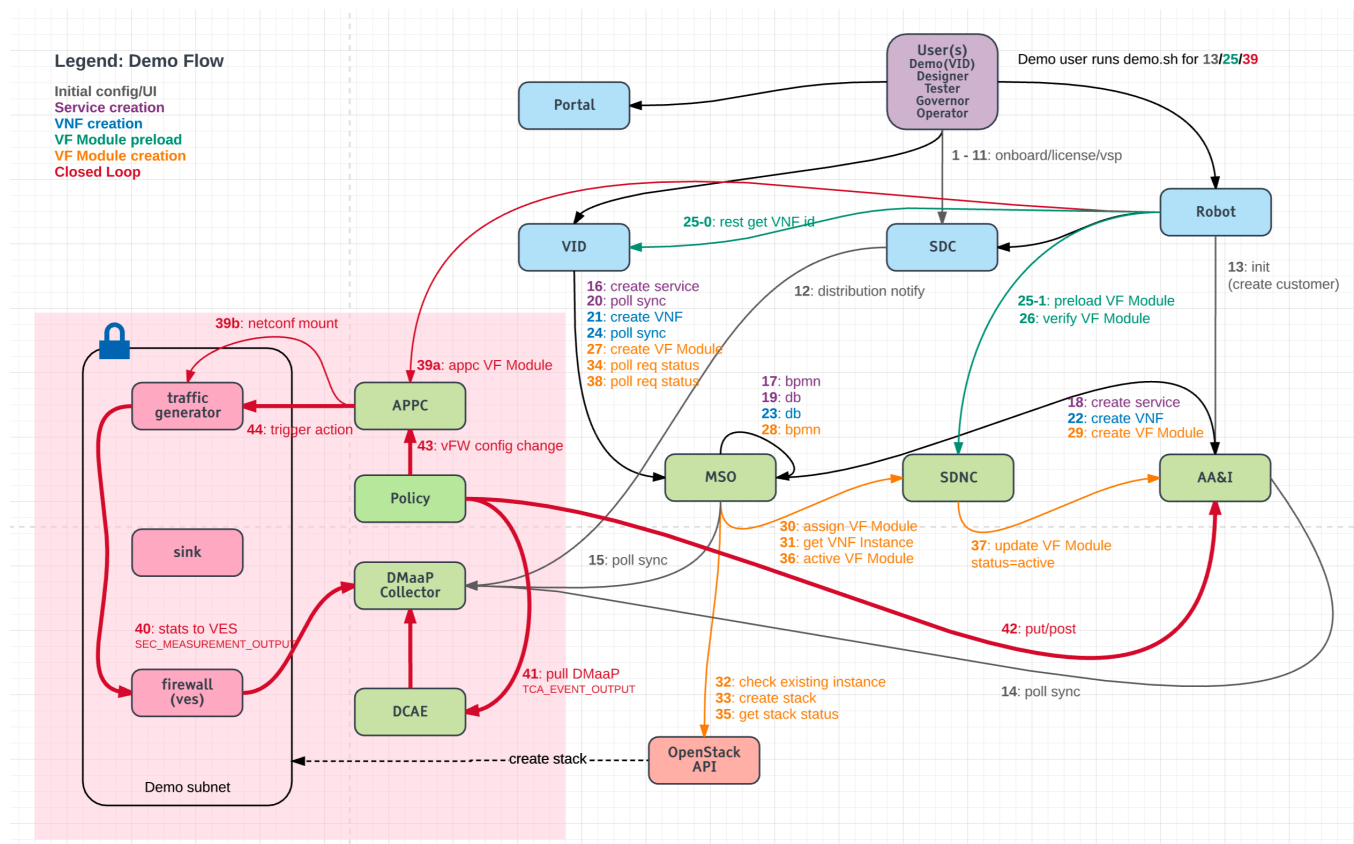 Legend: Demo Flow
Initial config/UI
Service creation
VNF creation
VF Module preload
VF Module creation
Closed Loop
User(s)
Demo(VID)
Designer
Tester
Governor
Operator
Demo user runs demo.sh for 13/25/39
Portal
1 - 11: onboard/license/vsp
Robot
25-0: rest get VNF id
VID
SDC
13: init
(create customer)
12: distribution notify
16: create service
20: poll sync
21: create VNF
24: poll sync
27: create VF Module
34: poll req status
38: poll req status
25-1: preload VF Module
26: verify VF Module
39b: netconf mount
39a: appc VF Module
17: bpmn
19: db
23: db
28: bpmn
18: create service
22: create VNF
29: create VF Module
traffic
generator
APPC
44: trigger action
43: vFW config change
MSO
SDNC
AA&I
Policy
30: assign VF Module
31: get VNF Instance
36: active VF Module
37: update VF Module
status=active
sink
15: poll sync
DMaaP
Collector
40: stats to VES
SEC_MEASUREMENT_OUTPUT
42: put/post
firewall
(ves)
41: pull DMaaP
TCA_EVENT_OUTPUT
DCAE
32: check existing instance
33: create stack
35: get stack status
14: poll sync
OpenStack
API
create stack
Demo subnet